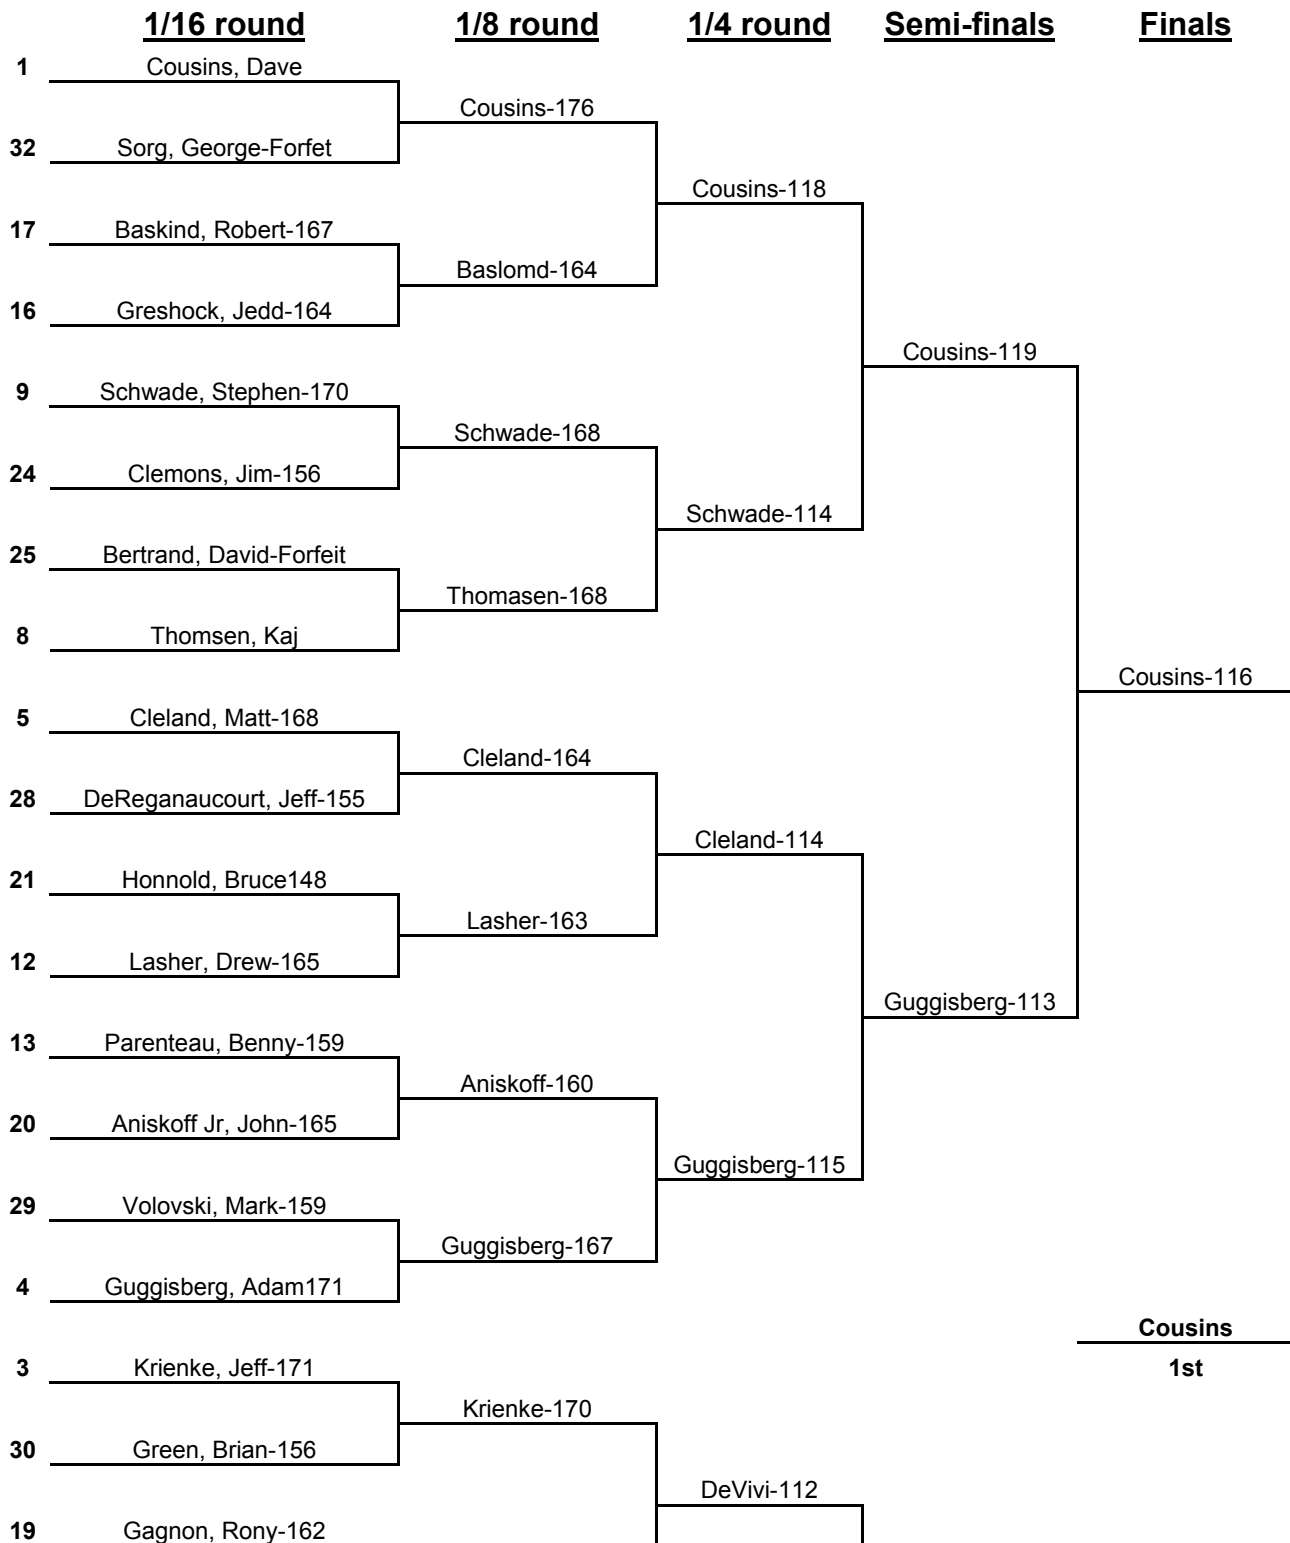 1/16 round 1/8 round 1/4 round Semi-finals Finals
1 Cousins, Dave
Cousins-176
32 Sorg, George-Forfet
Cousins-118
17 Baskind, Robert-167
Baslomd-164
16 Greshock, Jedd-164
Cousins-119
9 Schwade, Stephen-170
Schwade-168
24 Clemons, Jim-156
Schwade-114
25 Bertrand, David-Forfeit
Thomasen-168
8 Thomsen, Kaj
Cousins-116
5 Cleland, Matt-168
Cleland-164
28 DeReganaucourt, Jeff-155
Cleland-114
21 Honnold, Bruce148
Lasher-163
12 Lasher, Drew-165
Guggisberg-113
13 Parenteau, Benny-159
Aniskoff-160
20 Aniskoff Jr, John-165
Guggisberg-115
29 Volovski, Mark-159
Guggisberg-167
4 Guggisberg, Adam171
Cousins
3 Krienke, Jeff-171 1st
Krienke-170
30 Green, Brian-156
DeVivi-112
19 Gagnon, Rony-162